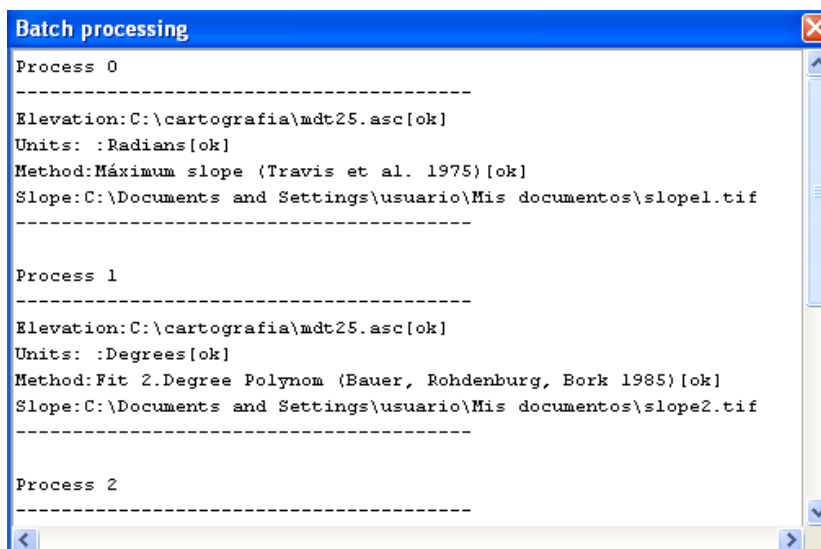 Batch processing
Process 0
----------------------------------------
Elevation:C:\cartografia\mdt25.asc[ok]
Units: :Radians[ok]
Method:Máximum slope (Travis et al. 1975)[ok]
Slope:C:\Documents and Settings\usuario\Mis documentos\slope1.tif
----------------------------------------
Process 1
----------------------------------------
Elevation:C:\cartografia\mdt25.asc[ok]
Units: :Degrees[ok]
Method:Fit 2.Degree Polynom (Bauer, Rohdenburg, Bork 1985)[ok]
Slope:C:\Documents and Settings\usuario\Mis documentos\slope2.tif
----------------------------------------
Process 2
----------------------------------------